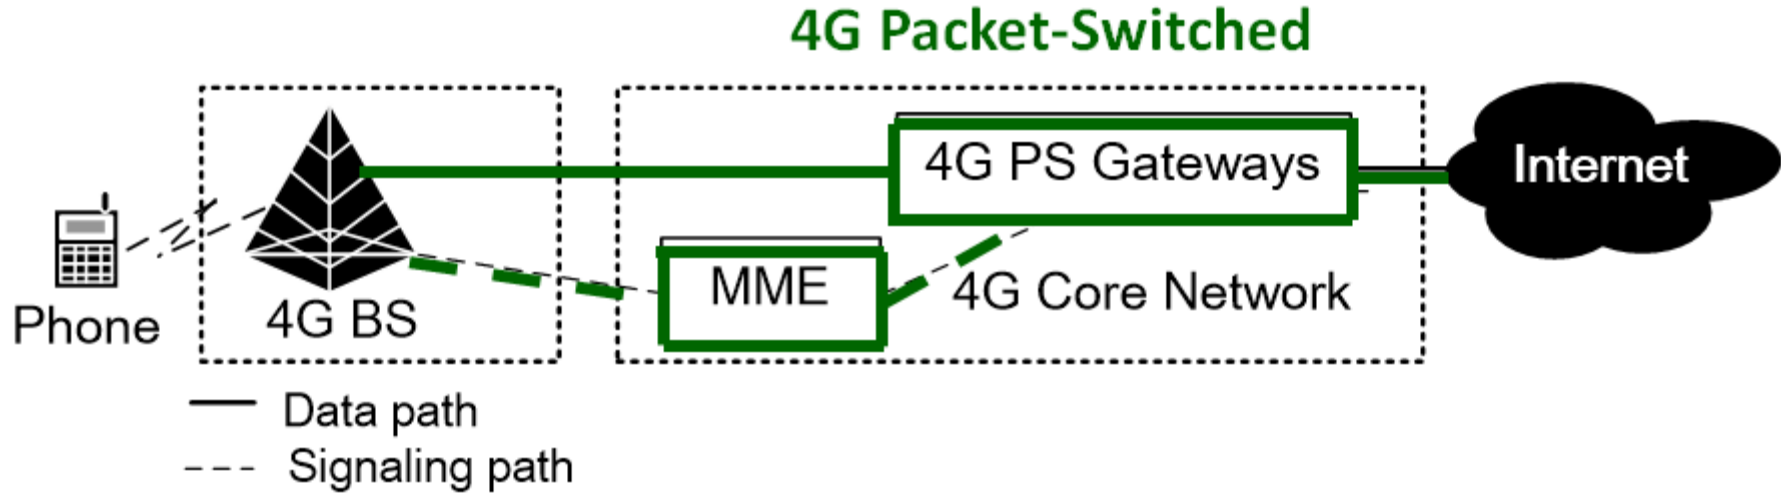 4G Packet-Switched
4G PS Gateways
Internet
MME
4G Core Network
Phone
4G BS
Data path
Signaling path